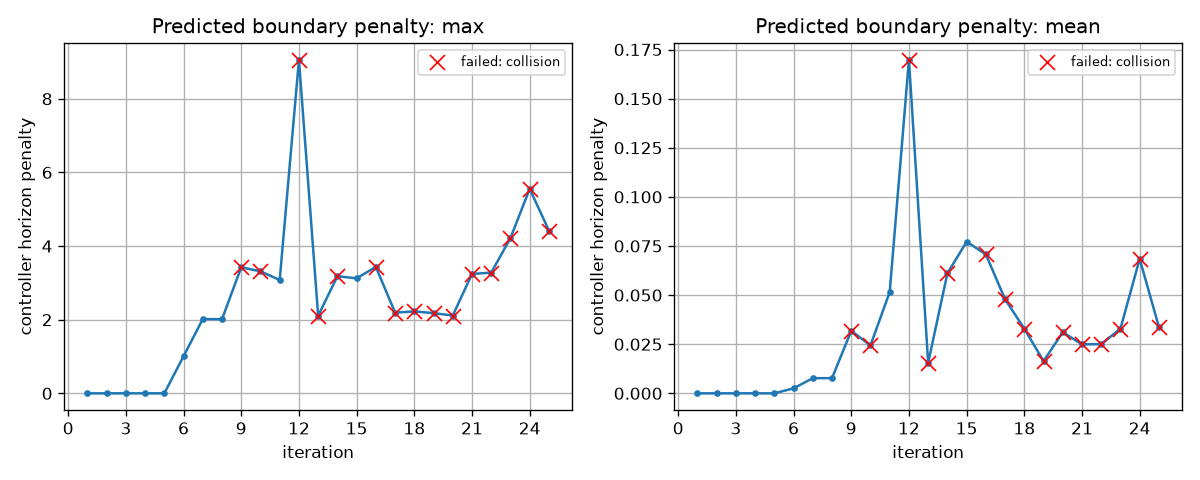 Predicted boundary penalty: max
failed: collision
8
6
4
2
0
controller horizon penalty
0 3 6 9 12 15 18 21 24
iteration
Predicted boundary penalty: mean
failed: collision
0.175
0.150
0.125
0.100
0.075
0.050
0.025
0.000
controller horizon penalty
0 3 6 9 12 15 18 21 24
iteration